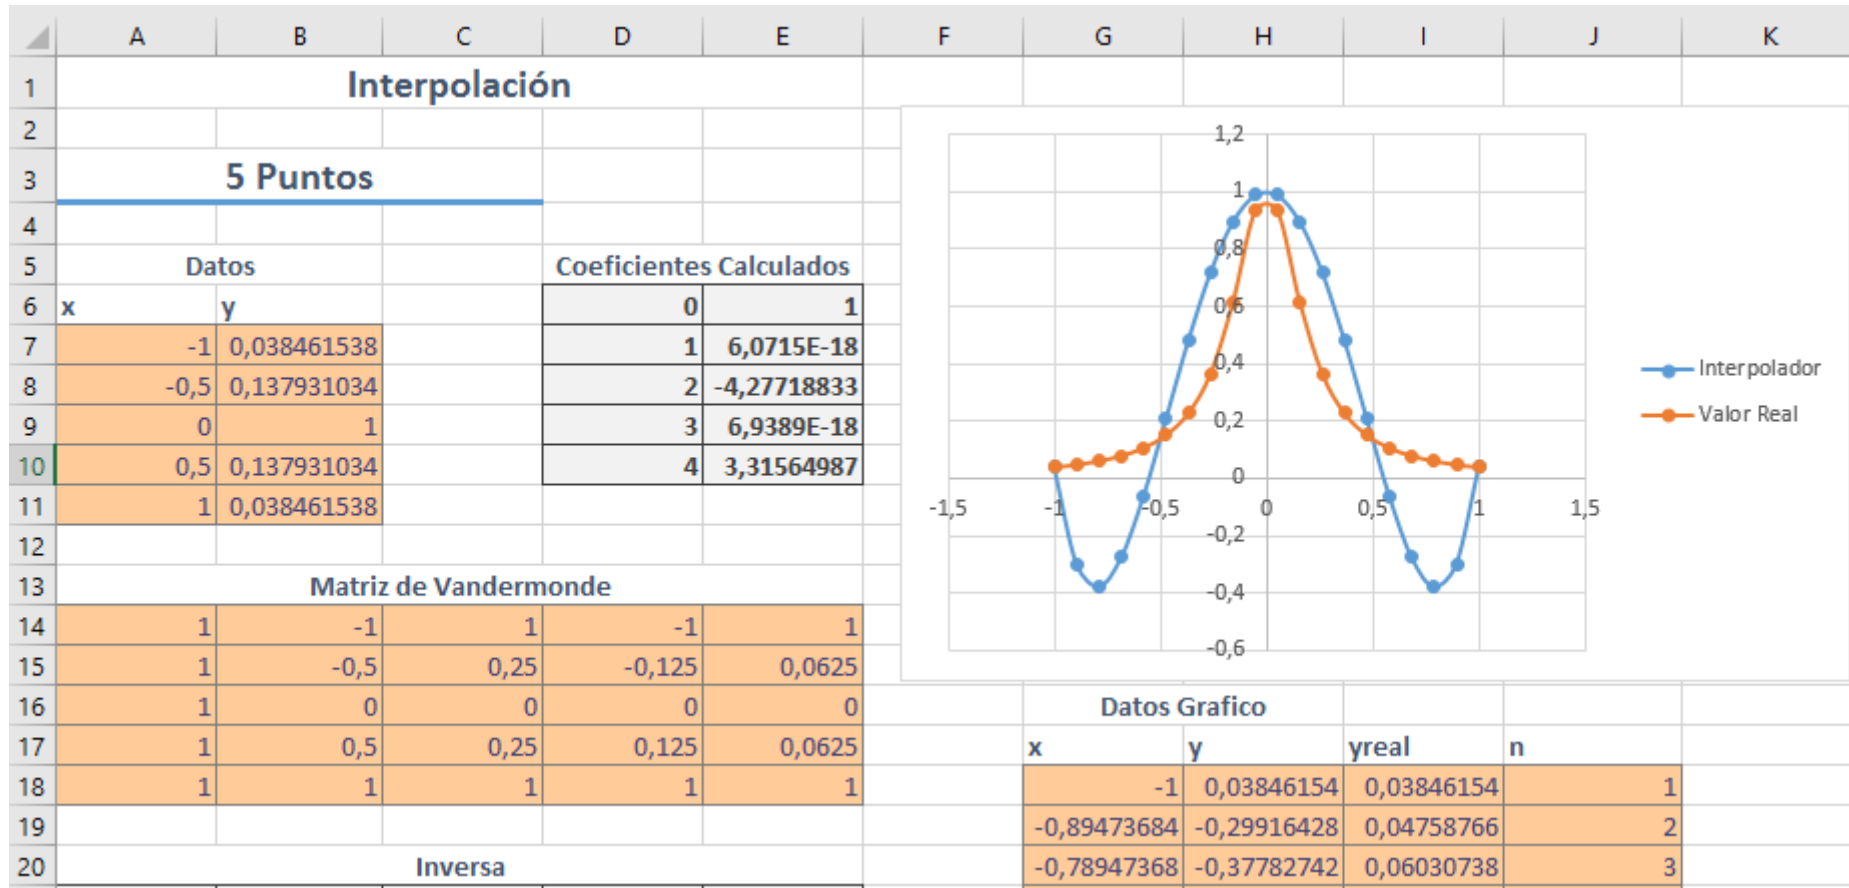 A B C D E F G H I J K
1 Interpolación
2
3 5 Puntos
4
5 Datos Coeficientes Calculados
6 x y 0 1
7 -1 0,038461538 1 6,0715E-18
8 -0,5 0,137931034 2 -4,27718833
9 0 1 3 6,9389E-18
10 0,5 0,137931034 4 3,31564987
11 1 0,038461538
12
13 Matriz de Vandermonde
14 1 -1 1 -1 1
15 1 -0,5 0,25 -0,125 0,0625
16 1 0 0 0 0
17 1 0,5 0,25 0,125 0,0625
18 1 1 1 1 1
19
20 Inversa
1,2
1
0,8
0,6
0,4
0,2
0
-1,5 -1 -0,5 0 0,5 1 1,5
-0,2
-0,4
-0,6
Interpolador
Valor Real
Datos Grafico
x y yreal n
-1 0,03846154 0,03846154 1
-0,89473684 -0,29916428 0,04758766 2
-0,78947368 -0,37782742 0,06030738 3